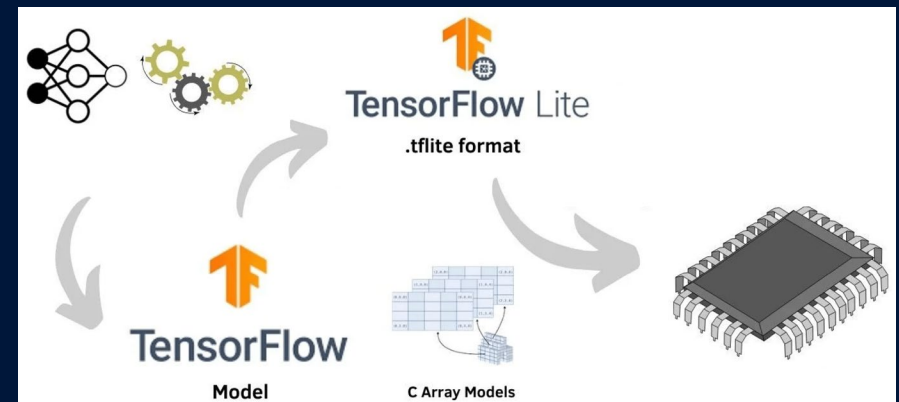 TensorFlow Lite
.tflite format
TensorFlow
Model
C Array Models